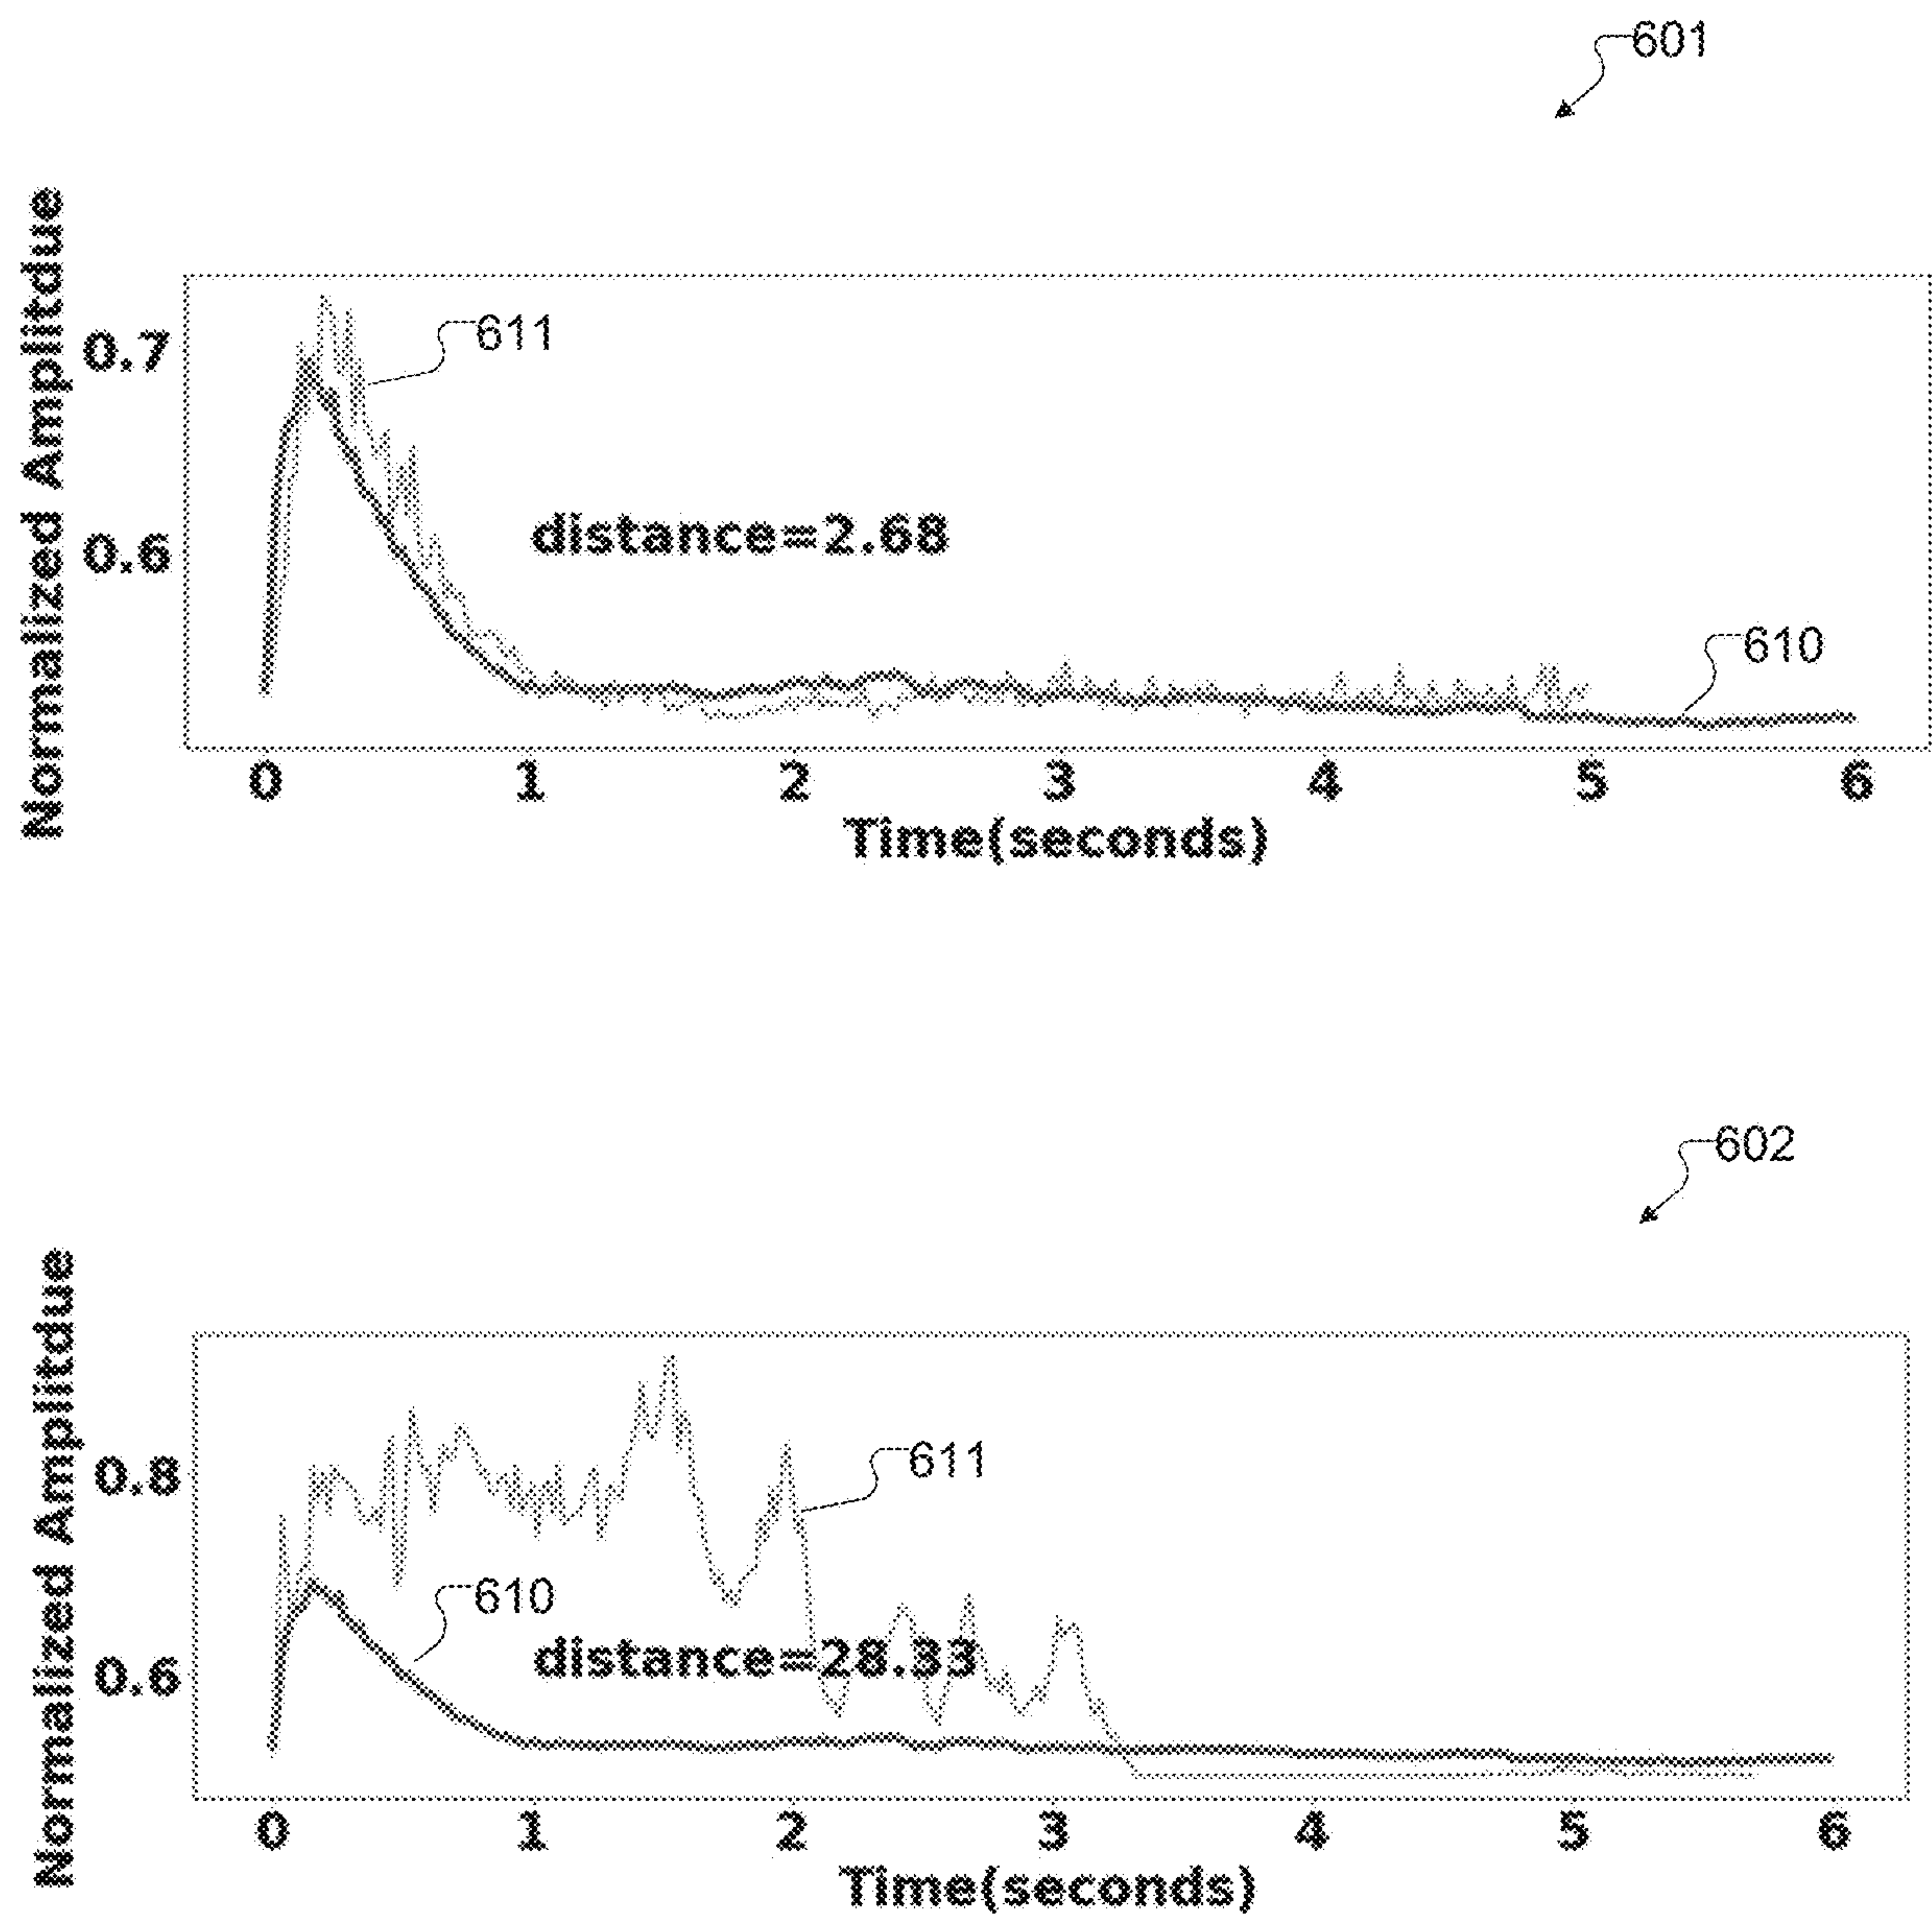 601
Normalized Amplitdue
0.7
611
0.6
distance=2.68
610
0 1 2 3 4 5 6
Time(seconds)
602
Normalized Amplitdue
0.8
611
610
0.6
distance=28.33
0 1 2 3 4 5 6
Time(seconds)